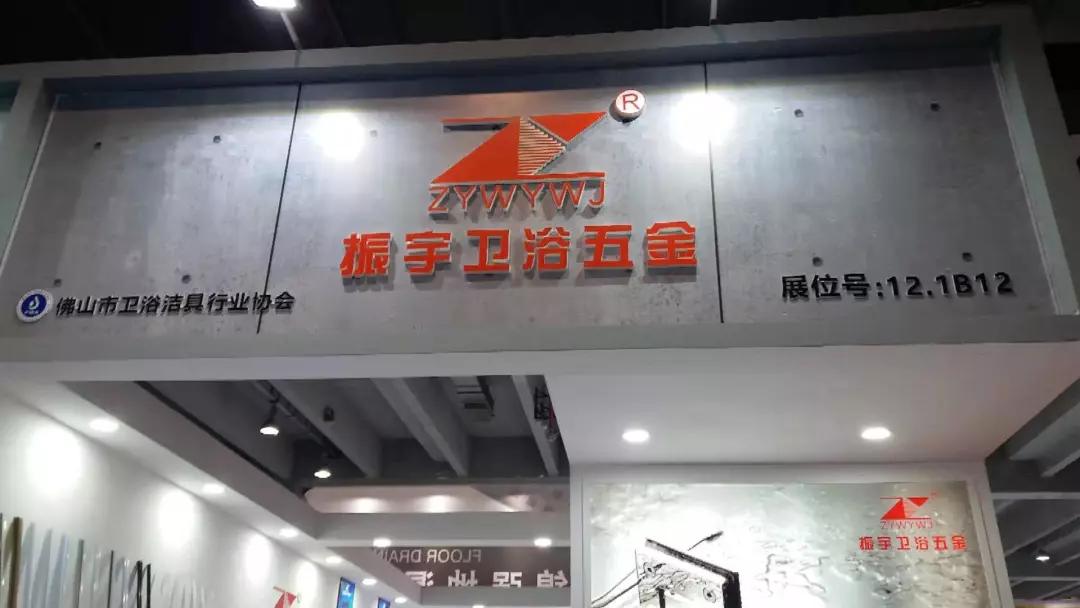 ®
ZYWYWJ
振宇卫浴五金
佛山市卫浴洁具行业协会
展位号:12.1B12
ZYWYWJ
振宇卫浴五金
FLOOR DRAIN